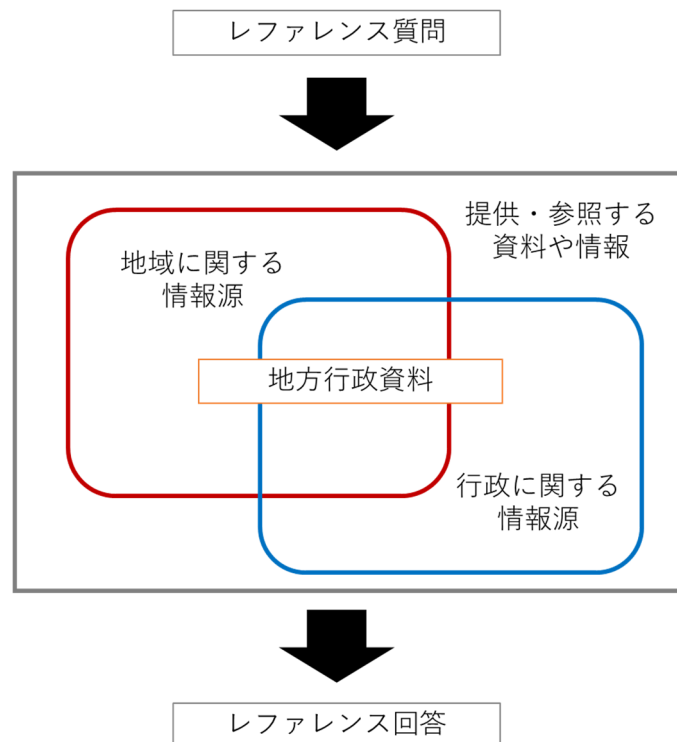 レファレンス質問
提供・参照する
資料や情報
地域に関する
情報源
地方行政資料
行政に関する
情報源
レファレンス回答